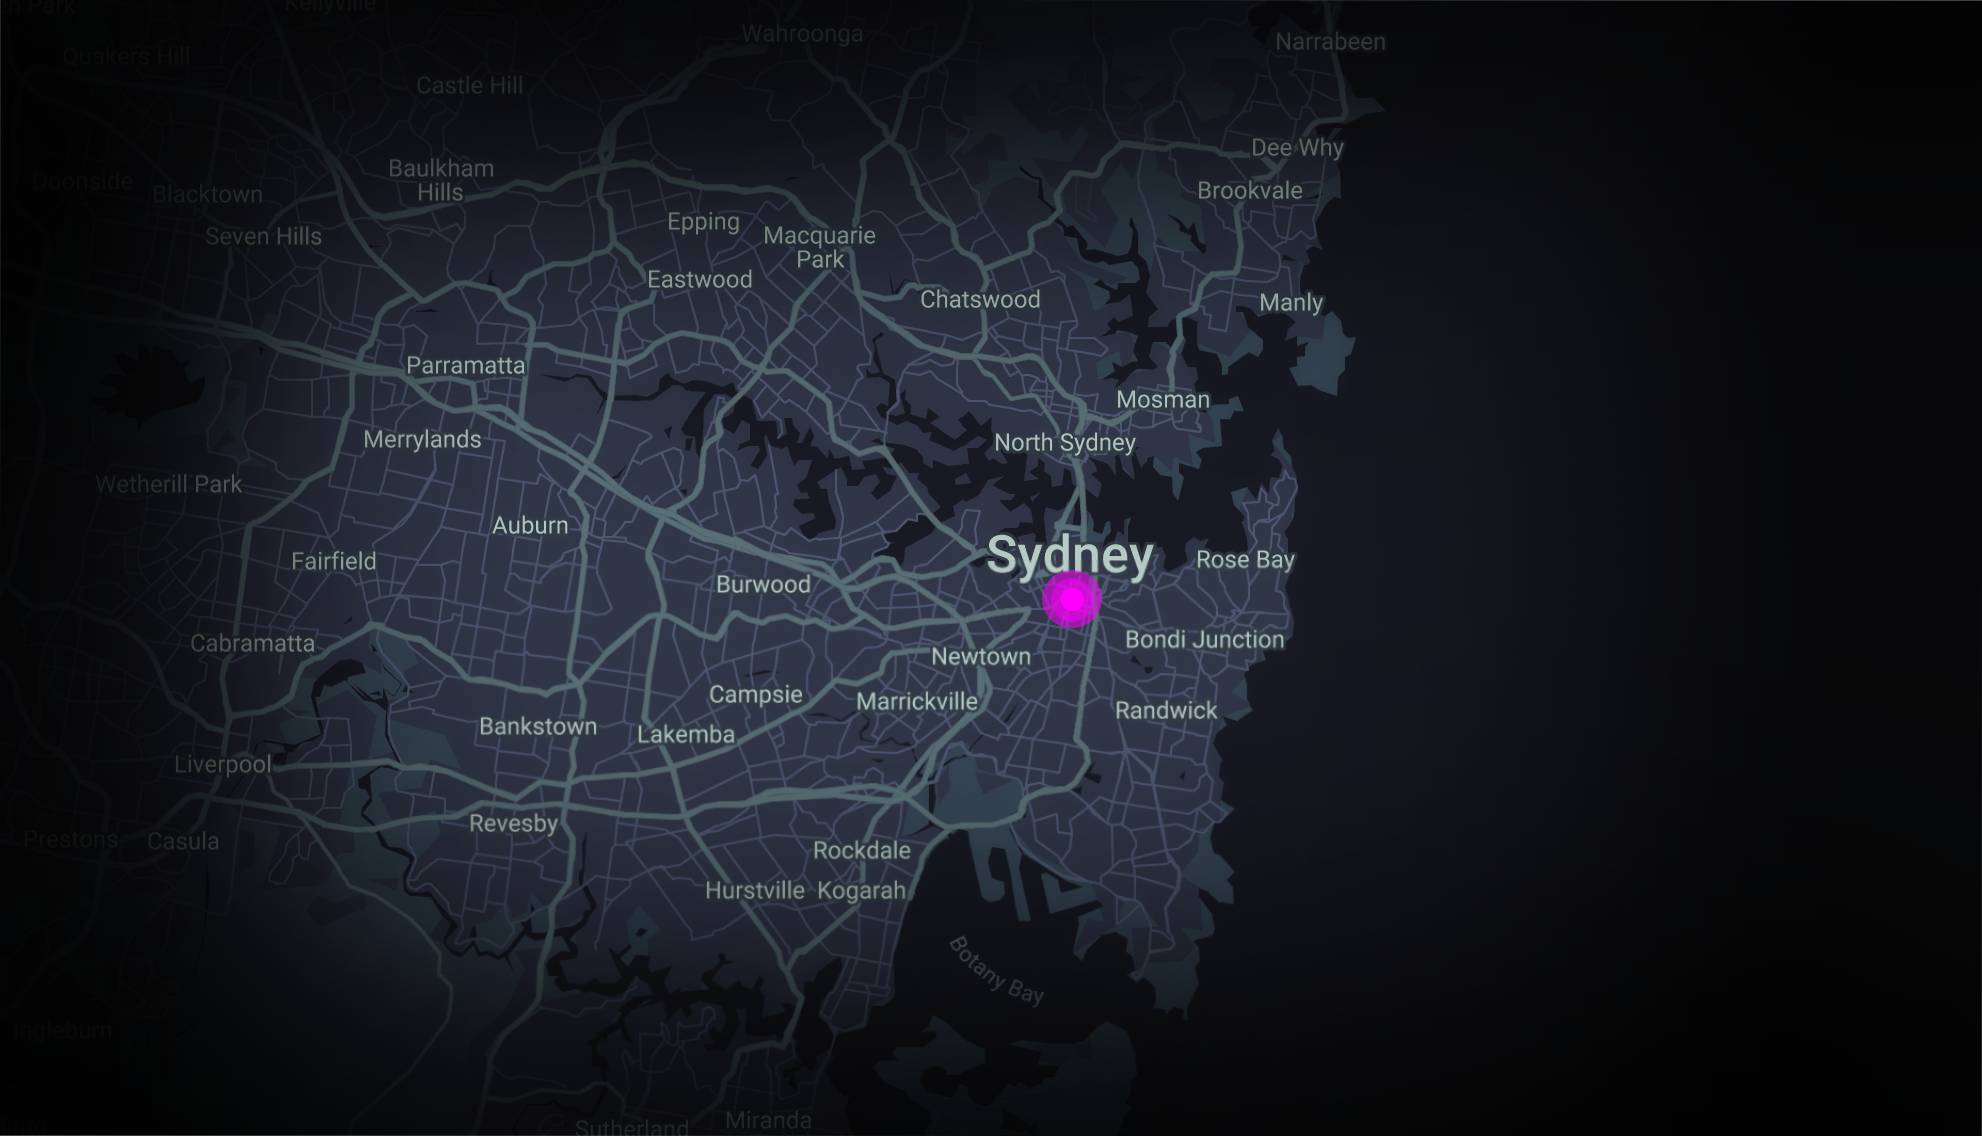 Kellyville
Wahroonga
Narrabeen
Quakers Hill
Castle Hill
Dee Why
Baulkham
Hills
Doonside
Blacktown
Brookvale
Epping
Seven Hills
Macquarie
Park
Eastwood
Chatswood
Manly
Parramatta
Mosman
Merrylands
North Sydney
Wetherill Park
Auburn
Sydney
Fairfield
Rose Bay
Burwood
Cabramatta
Bondi Junction
Newtown
Campsie
Marrickville
Randwick
Bankstown
Lakemba
Liverpool
Revesby
Prestons
Casula
Rockdale
Hurstville
Kogarah
Botany Bay
Ingleburn
Miranda
Sutherland